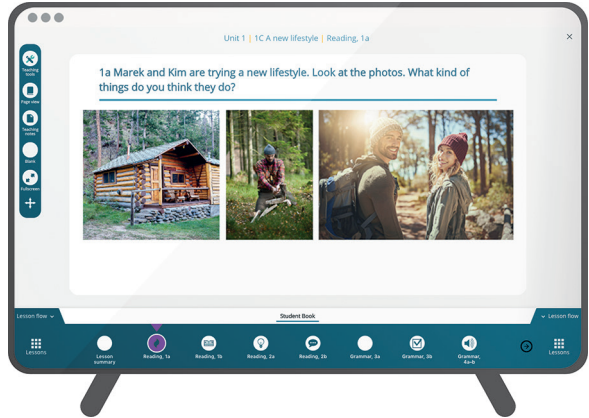 Unit 1 | 1C A new lifestyle | Reading, 1a
Teaching
tools
Page view
Teaching
notes
Blank
Fullscreen
1a Marek and Kim are trying a new lifestyle. Look at the photos. What kind of
things do you think they do?
Lesson flow
Student Book
Lesson flow
Lessons
Lesson
summary
Reading, 1a
Reading, 1b
Reading, 2a
Reading, 2b
Grammar, 3a
Grammar, 3b
Grammar,
4a-b
Lessons